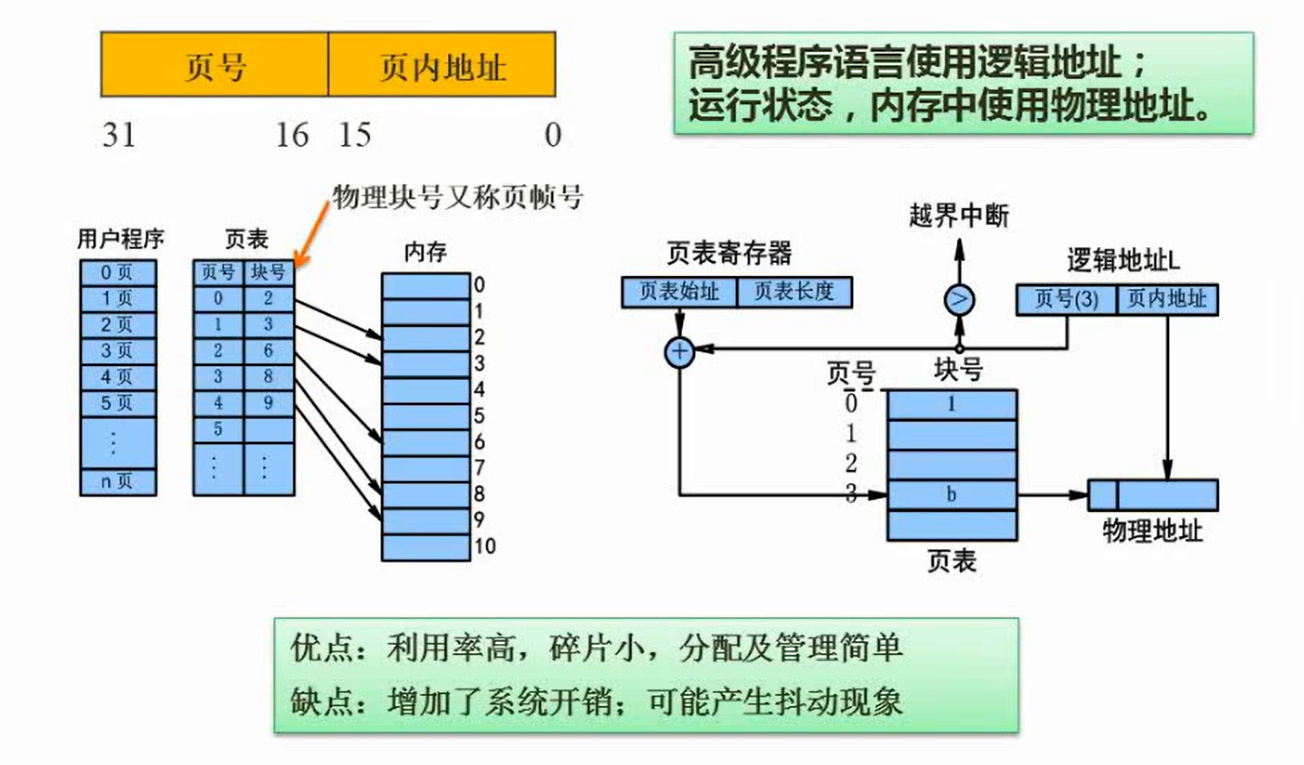 页号 页内地址
31 16 15 0
高级程序语言使用逻辑地址；
运行状态，内存中使用物理地址。
物理块号又称页帧号
用户程序
0 页
1 页
2 页
3 页
4 页
5 页
⋮
n 页
页表
页号 块号
0 2
1 3
2 6
3 8
4 9
5
⋮ ⋮
内存
0
1
2
3
4
5
6
7
8
9
10
越界中断
页表寄存器
页表始址 页表长度
>
逻辑地址L
页号(3) 页内地址
+
页号 块号
0 1
1
2
3 b
页表
物理地址
优点：利用率高，碎片小，分配及管理简单
缺点：增加了系统开销；可能产生抖动现象